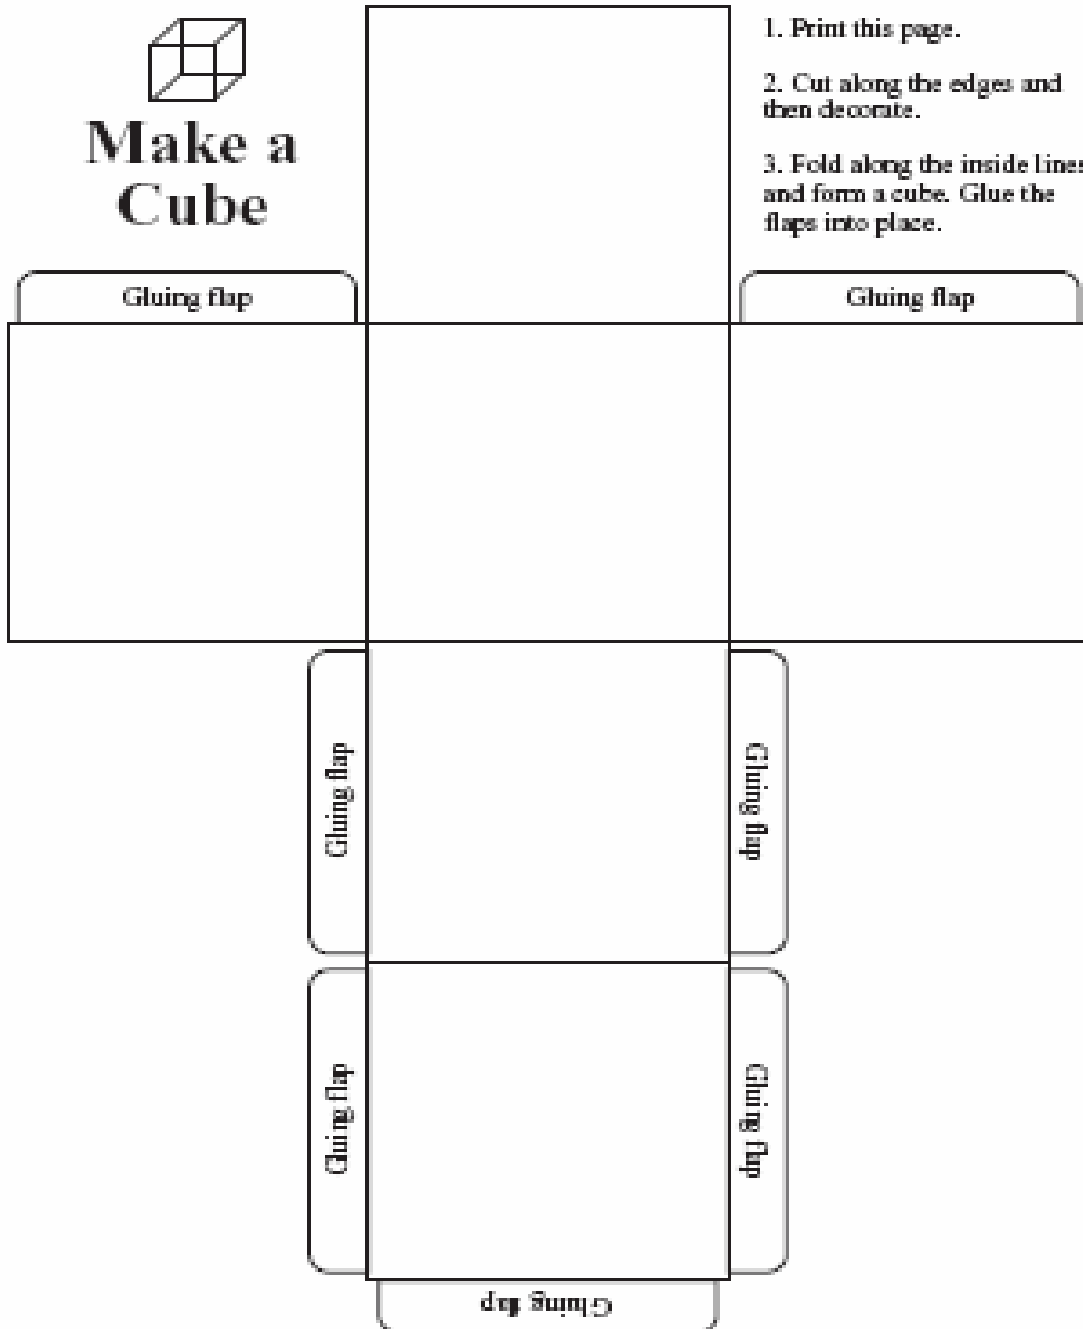 Make a
Cube
1. Print this page.
2. Cut along the edges and
then decorate.
3. Fold along the inside lines
and form a cube. Glue the
flaps into place.
Gluing flap
Gluing flap
Gluing flap
Gluing flap
Gluing flap
Gluing flap
Gluing flap